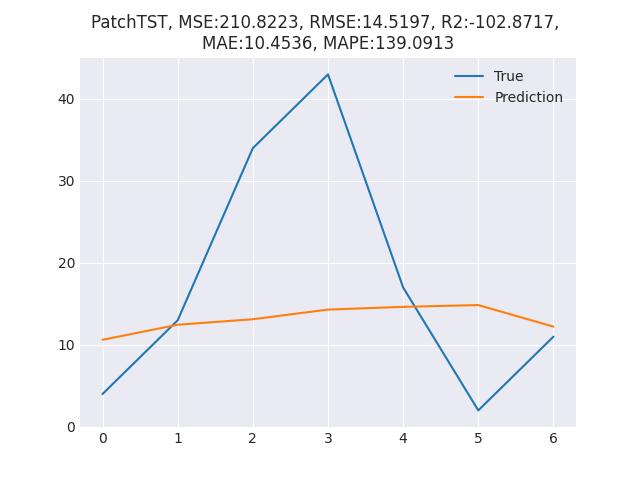 PatchTST, MSE:210.8223, RMSE:14.5197, R2:-102.8717,
MAE:10.4536, MAPE:139.0913
True
Prediction
40
30
20
10
0
0 1 2 3 4 5 6